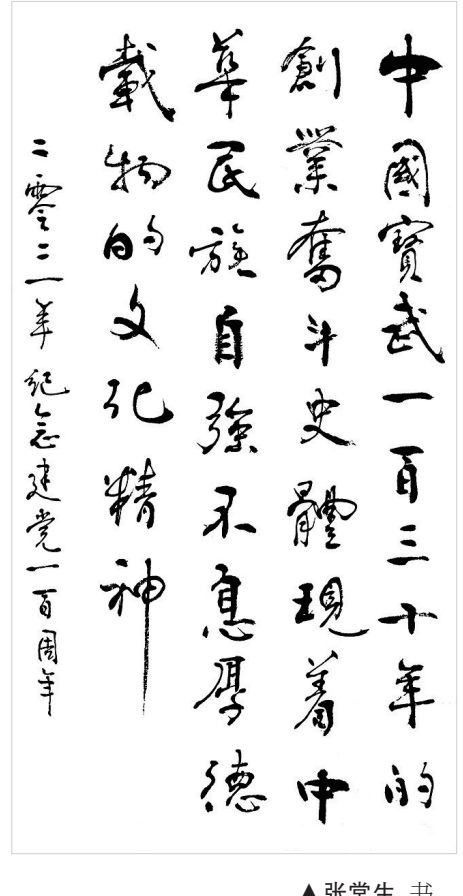 中國寶武一百三十年的
創業奮斗史體現着中
華民族自强不息厚德
載物的文化精神
二零二一年纪念建党一百周年
▲张常生 书